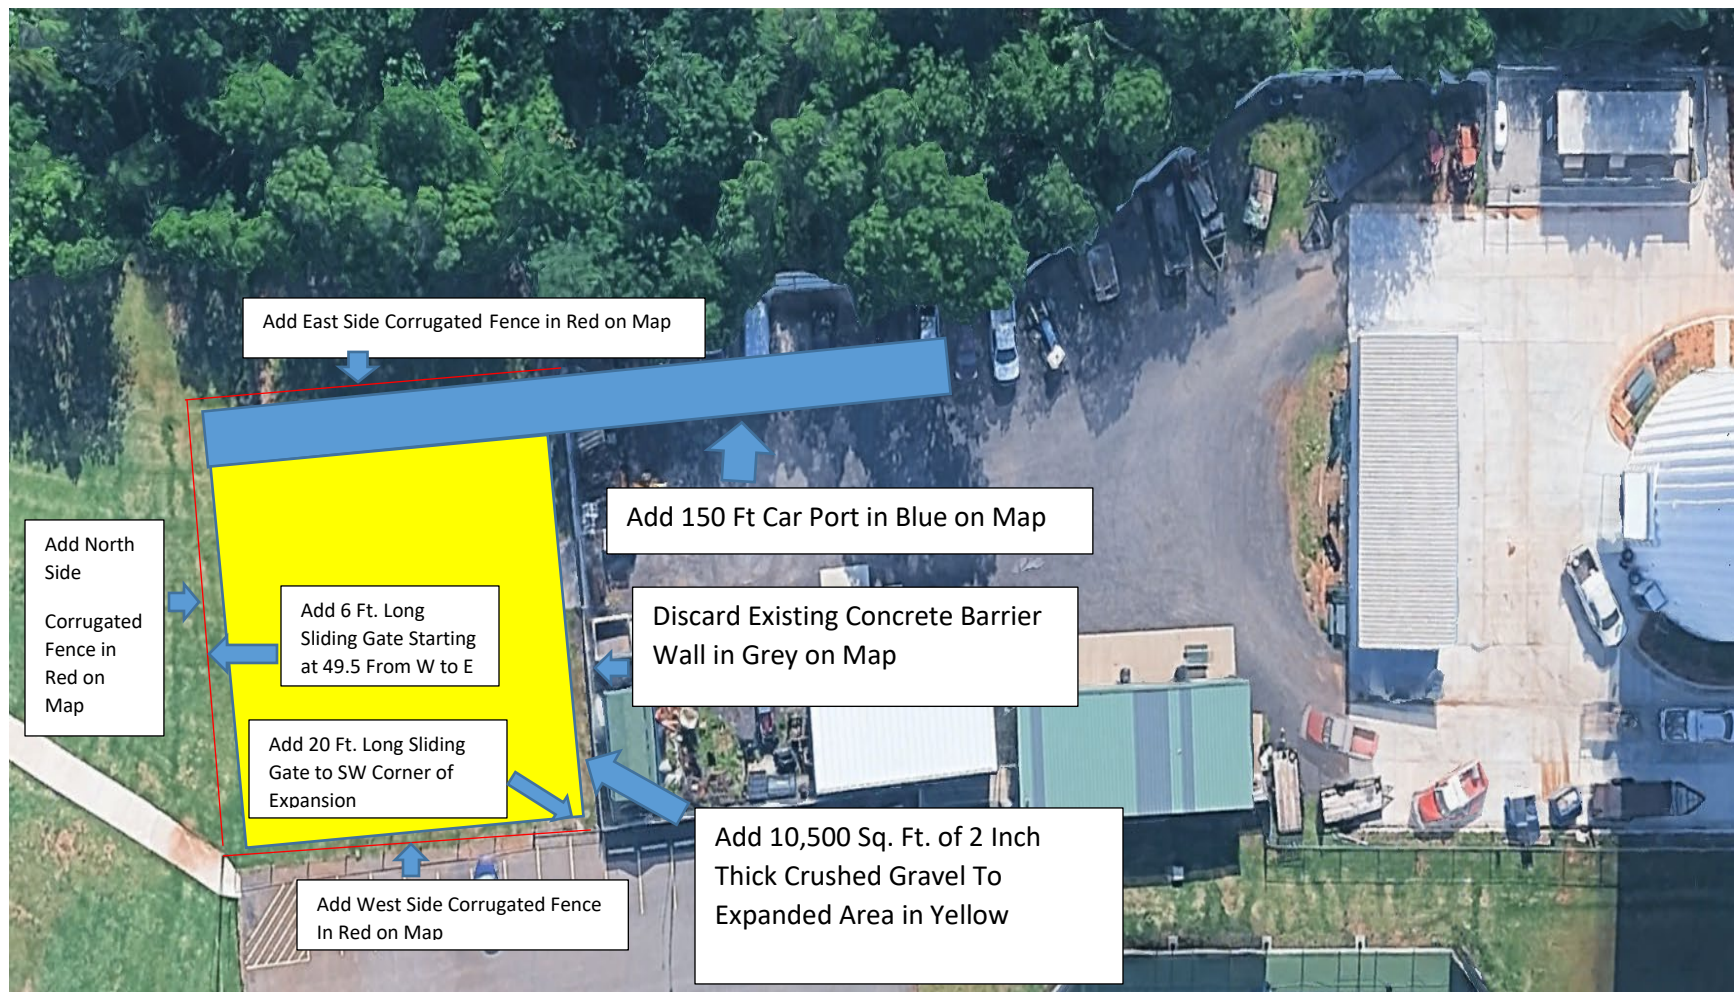 Add East Side Corrugated Fence in Red on Map
Add 150 Ft Car Port in Blue on Map
Add North
Side
Corrugated
Fence in
Red on
Map
Add 6 Ft. Long
Sliding Gate Starting
at 49.5 From W to E
Discard Existing Concrete Barrier
Wall in Grey on Map
Add 20 Ft. Long Sliding
Gate to SW Corner of
Expansion
Add 10,500 Sq. Ft. of 2 Inch
Thick Crushed Gravel To
Expanded Area in Yellow
Add West Side Corrugated Fence
In Red on Map